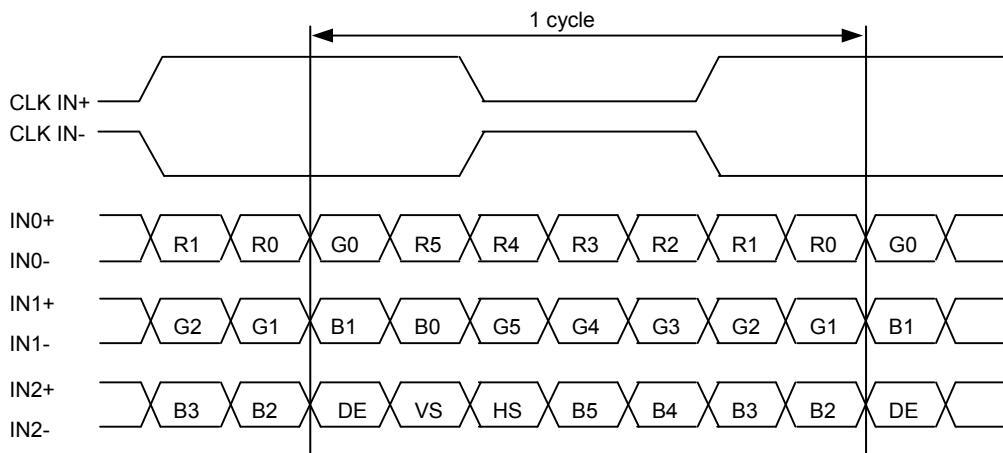 1 cycle
CLK IN+
CLK IN-
IN0+
R1 R0 G0 R5 R4 R3 R2 R1 R0 G0
IN0-
IN1+
G2 G1 B1 B0 G5 G4 G3 G2 G1 B1
IN1-
IN2+
B3 B2 DE VS HS B5 B4 B3 B2 DE
IN2-